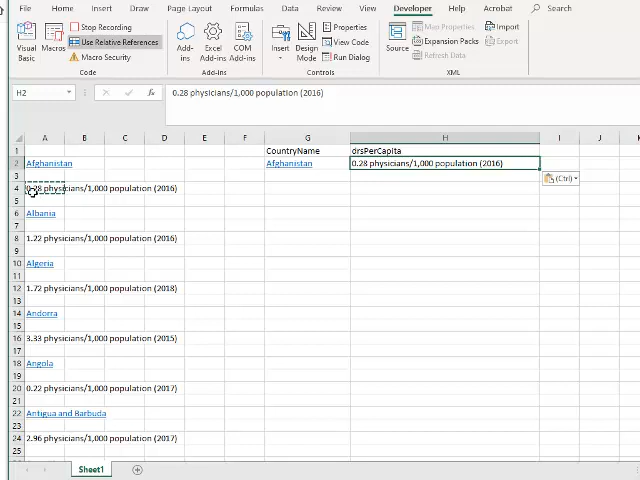 File Home Insert Draw Page Layout Formulas Data Review View Developer Help Acrobat Search
Visual Basic
Macros
Stop Recording
Use Relative References
Macro Security
Code
Add-ins
Excel Add-ins
COM Add-ins
Add-ins
Insert
Design Mode
Properties
View Code
Run Dialog
Controls
Source
Map Properties
Expansion Packs
Refresh Data
Import
Export
XML
H2 fx 0.28 physicians/1,000 population (2016)
A B C D E F G H I J K
1 CountryName drsPerCapita
2 Afghanistan Afghanistan 0.28 physicians/1,000 population (2016)
3 (Ctrl)
4 0.28 physicians/1,000 population (2016)
5
6 Albania
7
8 1.22 physicians/1,000 population (2016)
9
10 Algeria
11
12 1.72 physicians/1,000 population (2018)
13
14 Andorra
15
16 3.33 physicians/1,000 population (2015)
17
18 Angola
19
20 0.22 physicians/1,000 population (2017)
21
22 Antigua and Barbuda
23
24 2.96 physicians/1,000 population (2017)
25
Sheet1